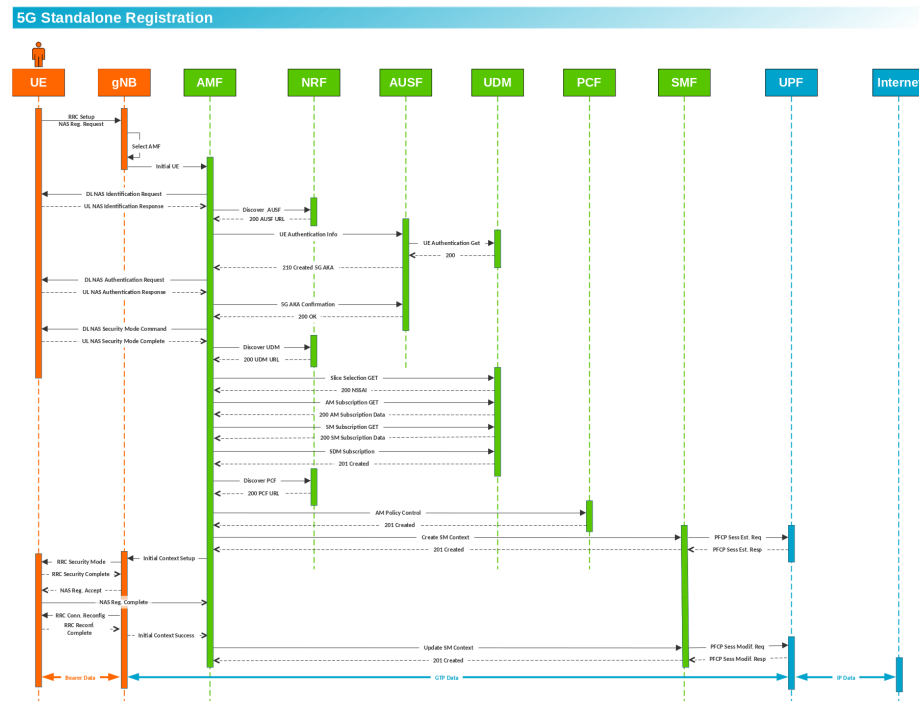 5G Standalone Registration
UE gNB AMF NRF AUSF UDM PCF SMF UPF Internet
RRC Setup
NAS Reg. Request
Select AMF
Initial UE
DL NAS Identification Request
UL NAS Identification Response
Discover_AUSF
200 AUSF URL
UE Authentication Info
UE Authentication Get
200
210 Created 5G AKA
DL NAS Authentication Request
UL NAS Authentication Response
5G AKA Confirmation
200 OK
DL NAS Security Mode Command
UL NAS Security Mode Complete
Discover UDM
200 UDM URL
Slice Selection GET
200 NSSAI
AM Subscription GET
200 AM Subscription Data
SM Subscription GET
200 SM Subscription Data
SDM Subscription
201 Created
Discover PCF
200 PCF URL
AM Policy Control
201 Created
Create SM Context
PFCP Sess Est. Req
201 Created
PFCP Sess Est. Resp
Initial Context Setup
RRC Security Mode
RRC Security Complete
NAS Reg. Accept
NAS Reg. Complete
RRC Conn. Reconfig
RRC Reconf.
Complete
Initial Context Success
Update SM Context
PFCP Sess Modif. Req
201 Created
PFCP Sess Modif. Resp
Bearer Data
GTP Data
IP Data